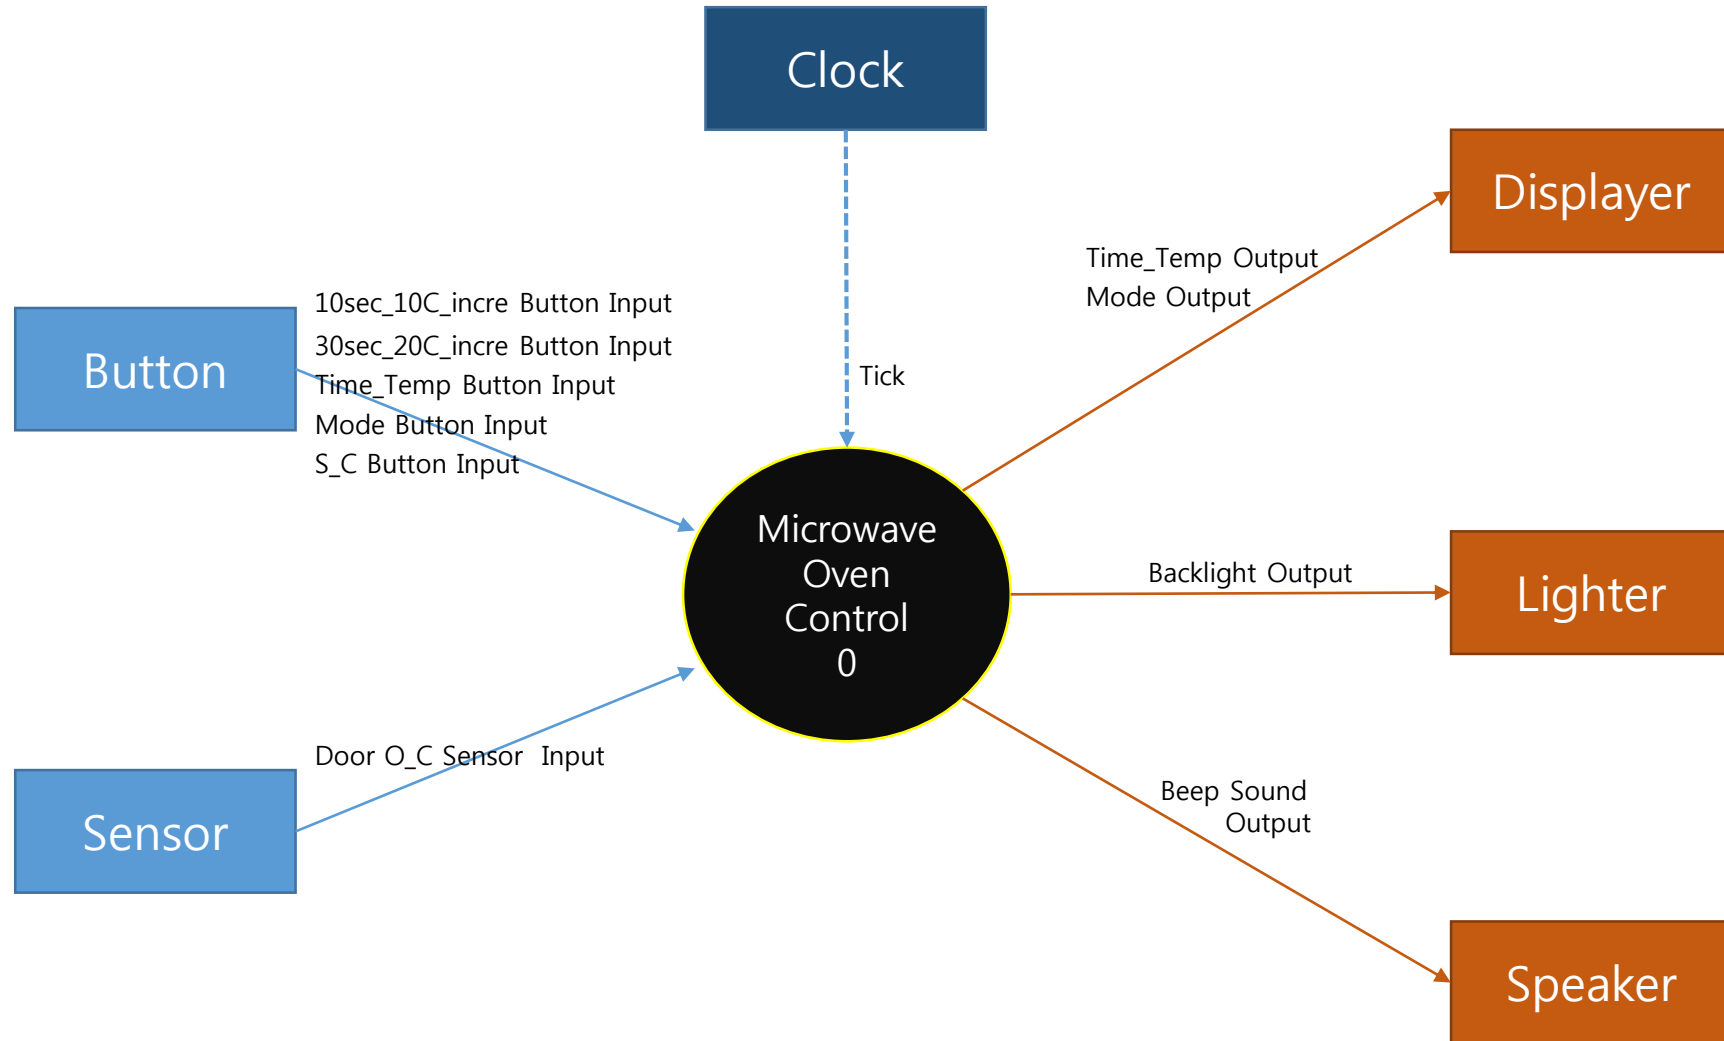 Clock
Displayer
Time_Temp Output
Mode Output
10sec_10C_incre Button Input
30sec_20C_incre Button Input
Button
Time_Temp Button Input
Mode Button Input
S_C Button Input
Tick
Microwave
Oven
Control
0
Backlight Output
Lighter
Door O_C Sensor Input
Sensor
Beep Sound
Output
Speaker